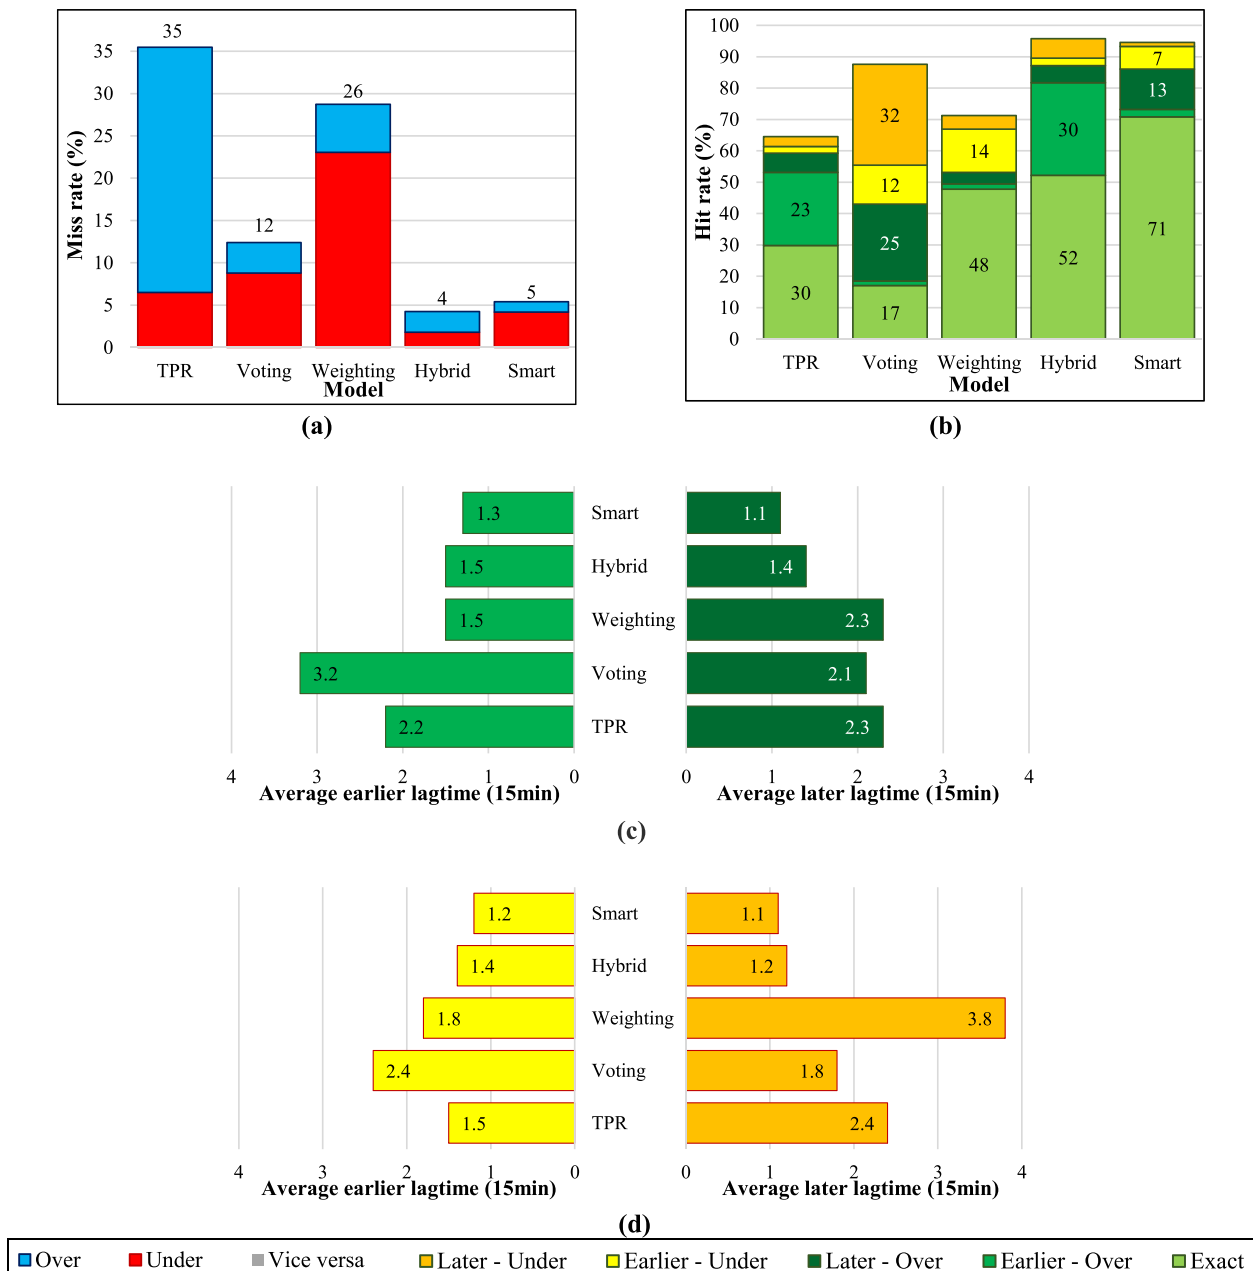 Miss rate (%)
35
30
25
20
15
10
5
0
35
12
26
4
5
TPR Voting Weighting Hybrid Smart
Model
(a)
Hit rate (%)
100
90
80
70
60
50
40
30
20
10
0
23
30
32
12
25
17
14
48
30
52
7
13
71
TPR Voting Weighting Hybrid Smart
Model
(b)
1.3 Smart 1.1
1.5 Hybrid 1.4
1.5 Weighting 2.3
3.2 Voting 2.1
2.2 TPR 2.3
4 3 2 1 0 0 1 2 3 4
Average earlier lagtime (15min) Average later lagtime (15min)
(c)
1.2 Smart 1.1
1.4 Hybrid 1.2
1.8 Weighting 3.8
2.4 Voting 1.8
1.5 TPR 2.4
4 3 2 1 0 0 1 2 3 4
Average earlier lagtime (15min) Average later lagtime (15min)
(d)
Over Under Vice versa Later - Under Earlier - Under Later - Over Earlier - Over Exact